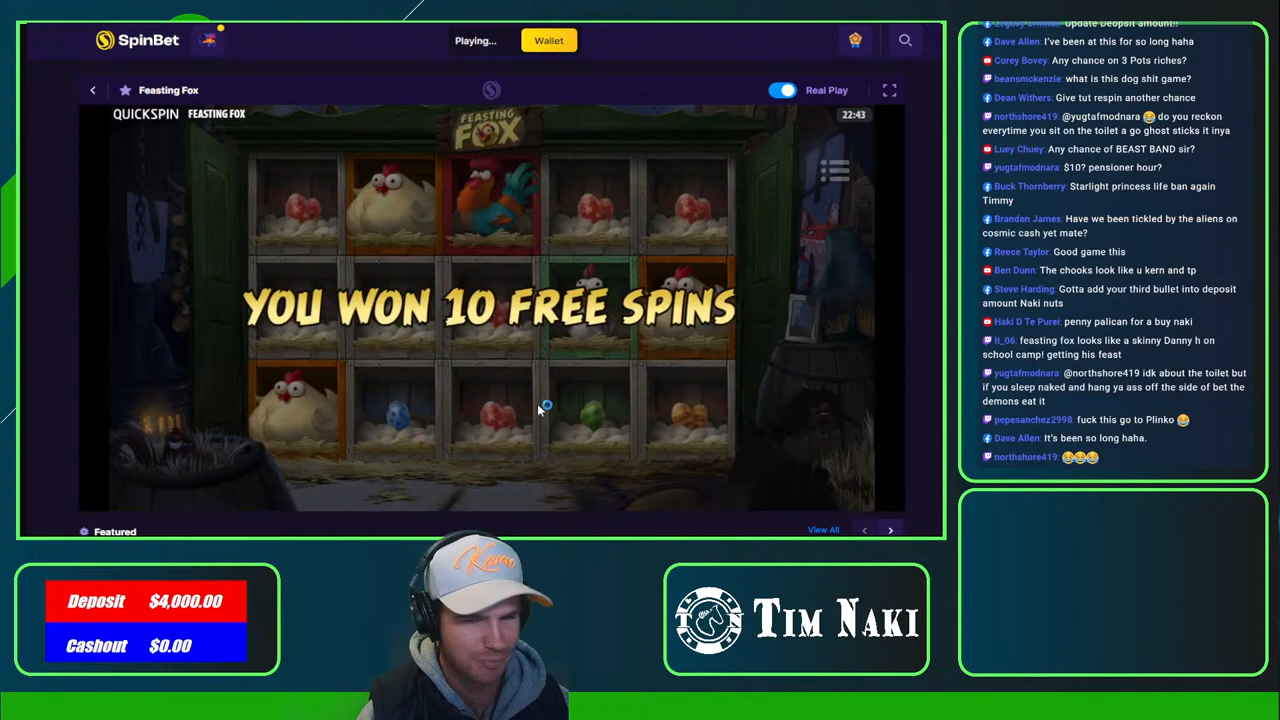 SpinBet
Playing...
Wallet
Feasting Fox
Real Play
QUICKSPIN FEASTING FOX
22:43
FEASTING
FOX
YOU WON 10 FREE SPINS
Featured
View All
Update Deopsit amount!!
Dave Allen: I've been at this for so long haha
Corey Bovey: Any chance on 3 Pots riches?
beansmckenzie: what is this dog shit game?
Dean Withers: Give tut respin another chance
northshore419: @yugtafmodnara 😂 do you reckon
everytime you sit on the toilet a go ghost sticks it inya
Luey Chuey: Any chance of BEAST BAND sir?
yugtafmodnara: $10? pensioner hour?
Buck Thornberry: Starlight princess life ban again
Timmy
Brandon James: Have we been tickled by the aliens on
cosmic cash yet mate?
Reece Taylor: Good game this
Ben Dunn: The chooks look like u kern and tp
Steve Harding: Gotta add your third bullet into deposit
amount Naki nuts
Haki D Te Purei: penny palican for a buy naki
lt_06: feasting fox looks like a skinny Danny h on
school camp! getting his feast
yugtafmodnara: @northshore419 idk about the toilet but
if you sleep naked and hang ya ass off the side of bet the
demons eat it
pepesanchez2998: fuck this go to Plinko 😂
Dave Allen: It's been so long haha.
northshore419: 😂😂😂
Deposit $4,000.00
Cashout $0.00
Karm
TIM NAKI